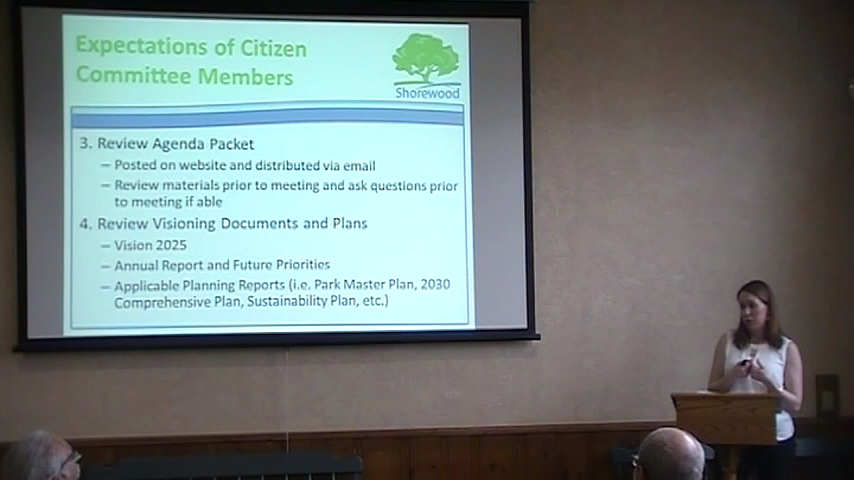 Expectations of Citizen
Committee Members
Shorewood
3. Review Agenda Packet
– Posted on website and distributed via email
– Review materials prior to meeting and ask questions prior
to meeting if able
4. Review Visioning Documents and Plans
– Vision 2025
– Annual Report and Future Priorities
– Applicable Planning Reports (i.e. Park Master Plan, 2030
Comprehensive Plan, Sustainability Plan, etc.)